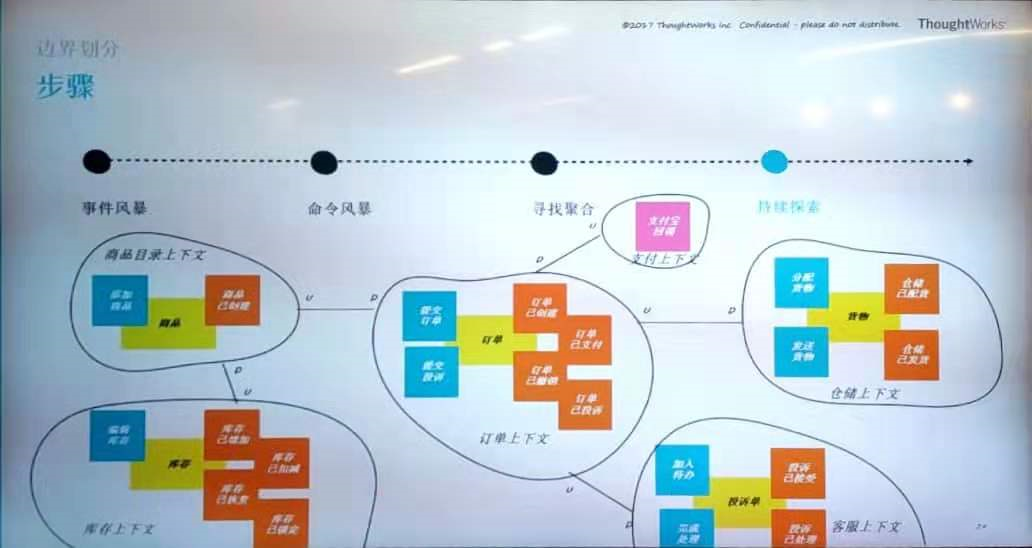 ©2017 ThoughtWorks inc Confidential - please do not distribute.
ThoughtWorks
边界划分
步骤
事件风暴
命令风暴
寻找聚合
持续探索
支付宝
回调
支付上下文
U
D
商品目录上下文
添加
商品
商品
商品
已创建
U
D
提交
订单
提交
投诉
订单
订单
已创建
订单
已支付
订单
已撤销
订单
已投诉
订单上下文
U
D
分配
货物
发送
货物
货物
仓储
已配货
仓储
已发货
仓储上下文
D
U
编辑
库存
库存
库存
已增加
库存
已扣减
库存
库存
已锁定
库存上下文
U
D
加入
待办
完成
处理
投诉单
投诉
已接受
投诉
已处理
客服上下文